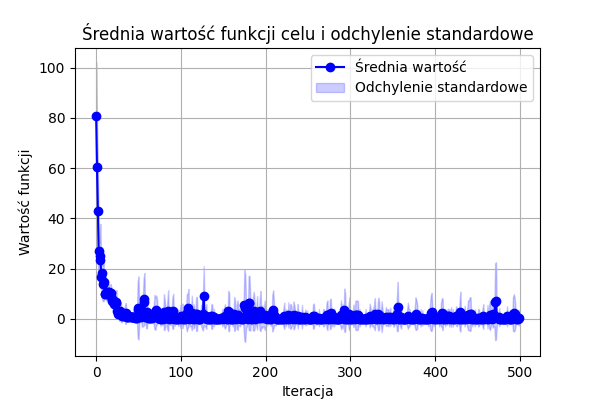 Średnia wartość funkcji celu i odchylenie standardowe
Średnia wartość
Odchylenie standardowe
Wartość funkcji
100
80
60
40
20
0
0 100 200 300 400 500
Iteracja